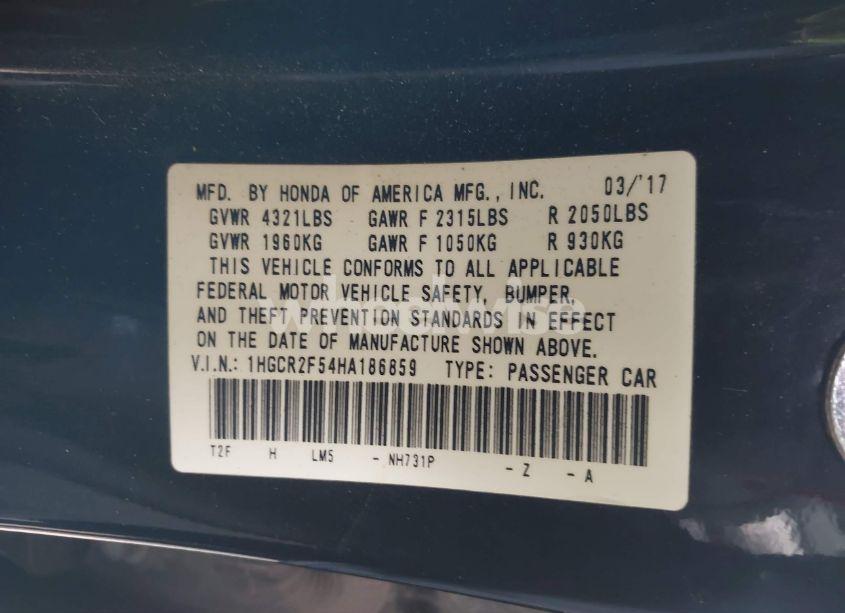 MFD. BY HONDA OF AMERICA MFG., INC. 03/'17
GVWR 4321LBS GAWR F 2315LBS R 2050LBS
GVWR 1960KG GAWR F 1050KG R 930KG
THIS VEHICLE CONFORMS TO ALL APPLICABLE
FEDERAL MOTOR VEHICLE SAFETY, BUMPER,
AND THEFT PREVENTION STANDARDS IN EFFECT
ON THE DATE OF MANUFACTURE SHOWN ABOVE.
V.I.N.: 1HGCR2F54HA186859 TYPE: PASSENGER CAR
T2F H LM5 - NH731P - Z - A